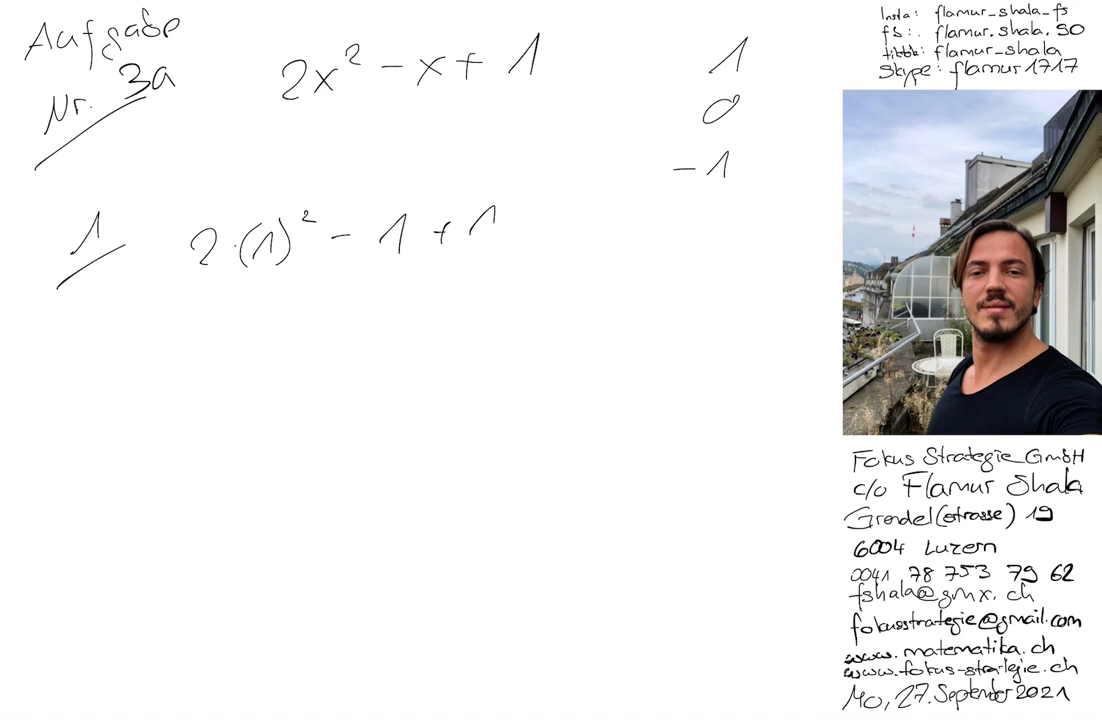 Aufgabe
Nr. 3a
2x² - x + 1
1
0
-1
1
2·(1)² - 1 + 1
Insta: flamur_shala_fs
fs:. flamur.shala.90
tiktok: flamur_shala
Skype: flamur1717
Fokus Strategie GmbH
c/o Flamur Shala
Grendel(strasse) 19
6004 Luzern
0041 78 753 79 62
fshala@gmx.ch
fokusstrategie@gmail.com
www.matematika.ch
www.fokus-strategie.ch
Mo, 27. September 2021